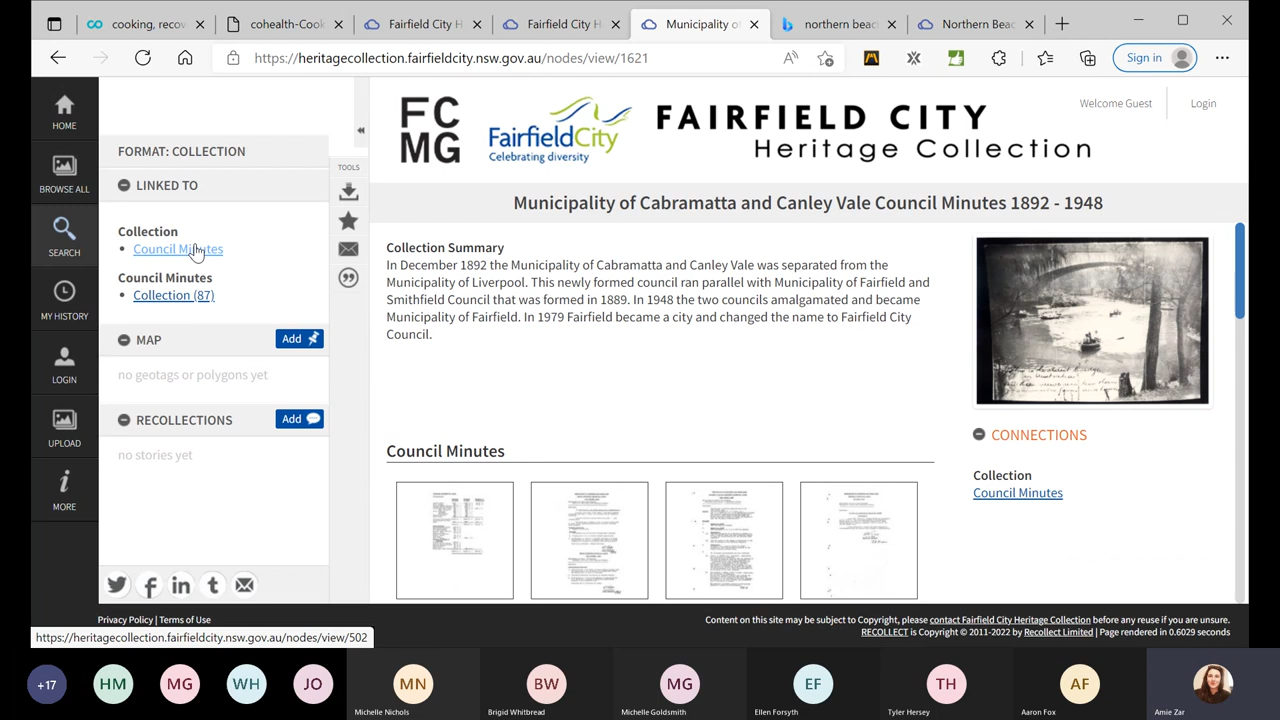 cooking, reco
cohealth-Cook
Fairfield City H
Fairfield City H
Municipality of
northern beac
Northern Beac
https://heritagecollection.fairfieldcity.nsw.gov.au/nodes/view/1621
Sign in
HOME
BROWSE ALL
SEARCH
MY HISTORY
LOGIN
UPLOAD
MORE
FORMAT: COLLECTION
LINKED TO
Collection
Council Minutes
Council Minutes
Collection (87)
MAP
Add
no geotags or polygons yet
RECOLLECTIONS
Add
no stories yet
TOOLS
FC
MG
FairfieldCity
Celebrating diversity
FAIRFIELD CITY
Heritage Collection
Welcome Guest
Login
Municipality of Cabramatta and Canley Vale Council Minutes 1892 - 1948
Collection Summary
In December 1892 the Municipality of Cabramatta and Canley Vale was separated from the
Municipality of Liverpool. This newly formed council ran parallel with Municipality of Fairfield and
Smithfield Council that was formed in 1889. In 1948 the two councils amalgamated and became
Municipality of Fairfield. In 1979 Fairfield became a city and changed the name to Fairfield City
Council.
Council Minutes
CONNECTIONS
Collection
Council Minutes
Privacy Policy | Terms of Use
Content on this site may be subject to Copyright, please contact Fairfield City Heritage Collection before any reuse if you are unsure.
RECOLLECT is Copyright © 2011-2022 by Recollect Limited | Page rendered in 0.6029 seconds
https://heritagecollection.fairfieldcity.nsw.gov.au/nodes/view/502
+17
HM
MG
WH
JO
MN
Michelle Nichols
BW
Brigid Whitbread
MG
Michelle Goldsmith
EF
Ellen Forsyth
TH
Tyler Hersey
AF
Aaron Fox
Amie Zar